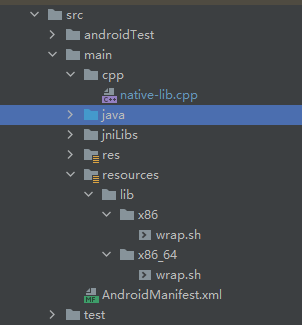 src
androidTest
main
cpp
native-lib.cpp
java
jniLibs
res
resources
lib
x86
wrap.sh
x86_64
wrap.sh
AndroidManifest.xml
test